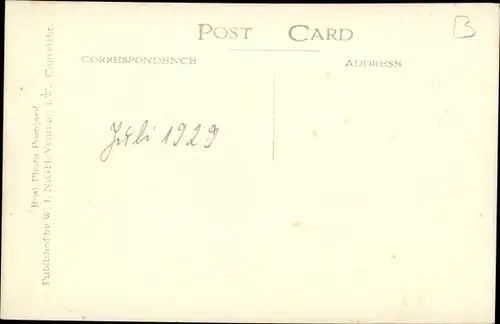 POST CARD
B
CORRESPONDENCE
ADDRESS
Juli 1929
Real Photo Postcard.
Published by W. J. NIGH, Ventnor, I.W. Copyright.